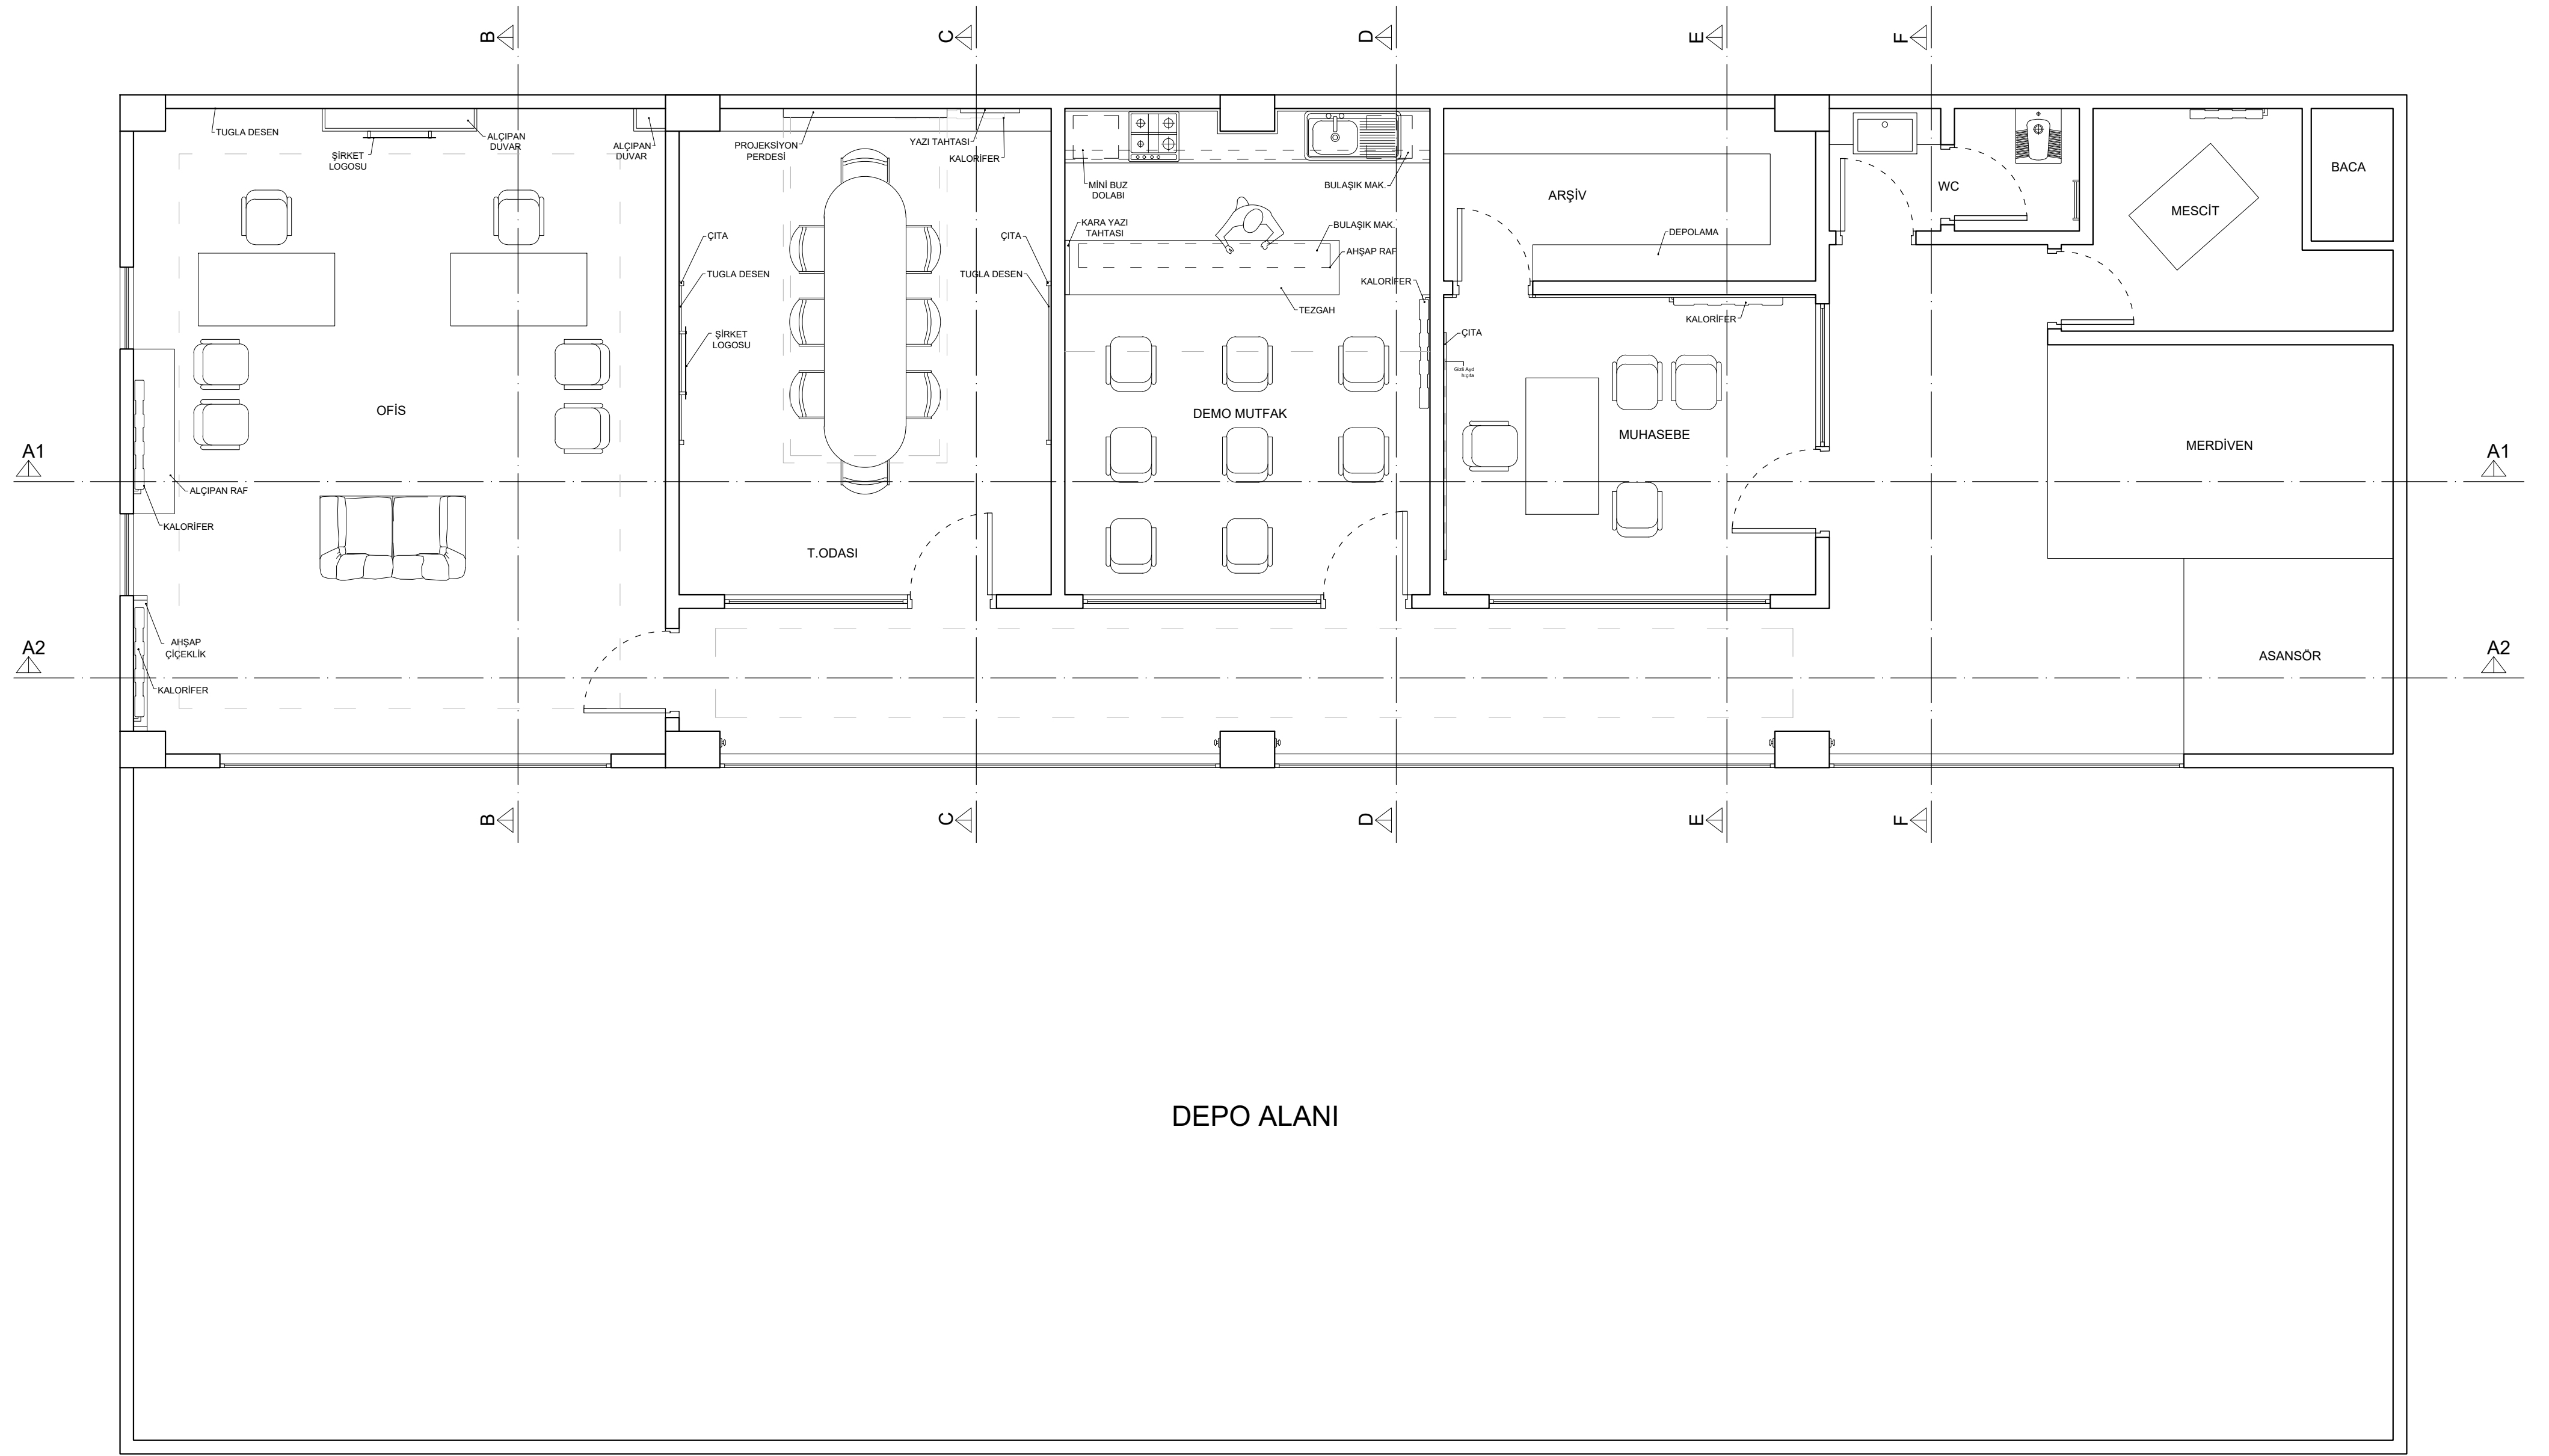 B
C
D
E
F
TUGLA DESEN
ŞİRKET
LOGOSU
ALÇIPAN
DUVAR
ALÇIPAN
DUVAR
PROJEKSİYON
PERDESİ
YAZI TAHTASI
KALORİFER
MİNİ BUZ
DOLABI
BULAŞIK MAK.
KARA YAZI
TAHTASI
BULAŞIK MAK.
AHŞAP RAF
KALORİFER
TEZGAH
ARŞİV
DEPOLAMA
WC
MESCİT
BACA
ÇITA
TUGLA DESEN
ŞİRKET
LOGOSU
ÇITA
TUGLA DESEN
KALORİFER
ÇITA
Gizli Ayd
OFİS
DEMO MUTFAK
MUHASEBE
MERDİVEN
A1
A1
ALÇIPAN RAF
KALORİFER
T.ODASI
AHŞAP
ÇİÇEKLİK
KALORİFER
A2
A2
ASANSÖR
B
C
D
E
F
DEPO ALANI